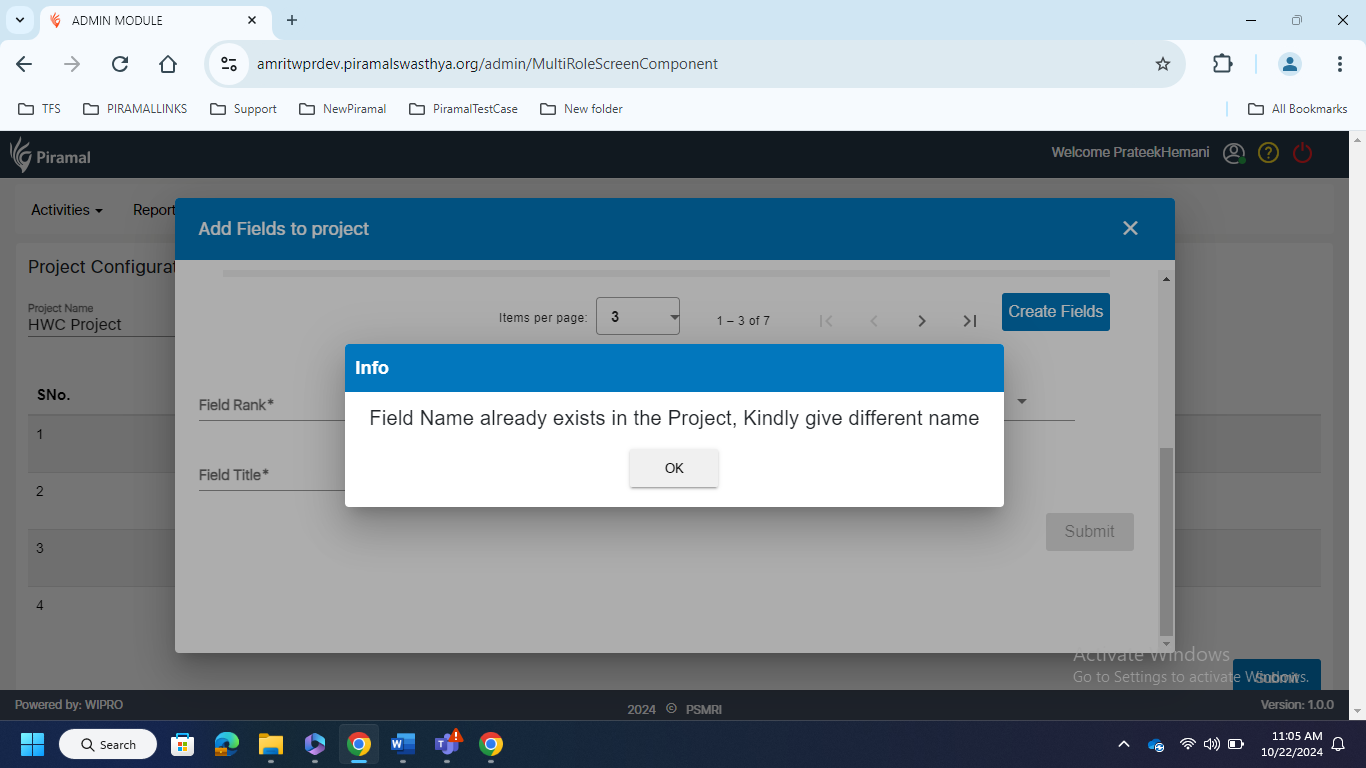 ADMIN MODULE
amritwprdev.piramalswasthya.org/admin/MultiRoleScreenComponent
TFS
PIRAMALLINKS
Support
NewPiramal
PiramalTestCase
New folder
All Bookmarks
Piramal
Welcome PrateekHemani
?
Activities
Report
Add Fields to project
Project Configurat
Project Name
HWC Project
Items per page:
3
1 – 3 of 7
Create Fields
Info
Field Name already exists in the Project, Kindly give different name
OK
SNo.
Field Rank*
1
Field Title*
2
Submit
3
4
Activate Windows
Go to Settings to activate Windows.
Submit
Powered by: WIPRO
2024 © PSMRI
Version: 1.0.0
Search
11:05 AM
10/22/2024